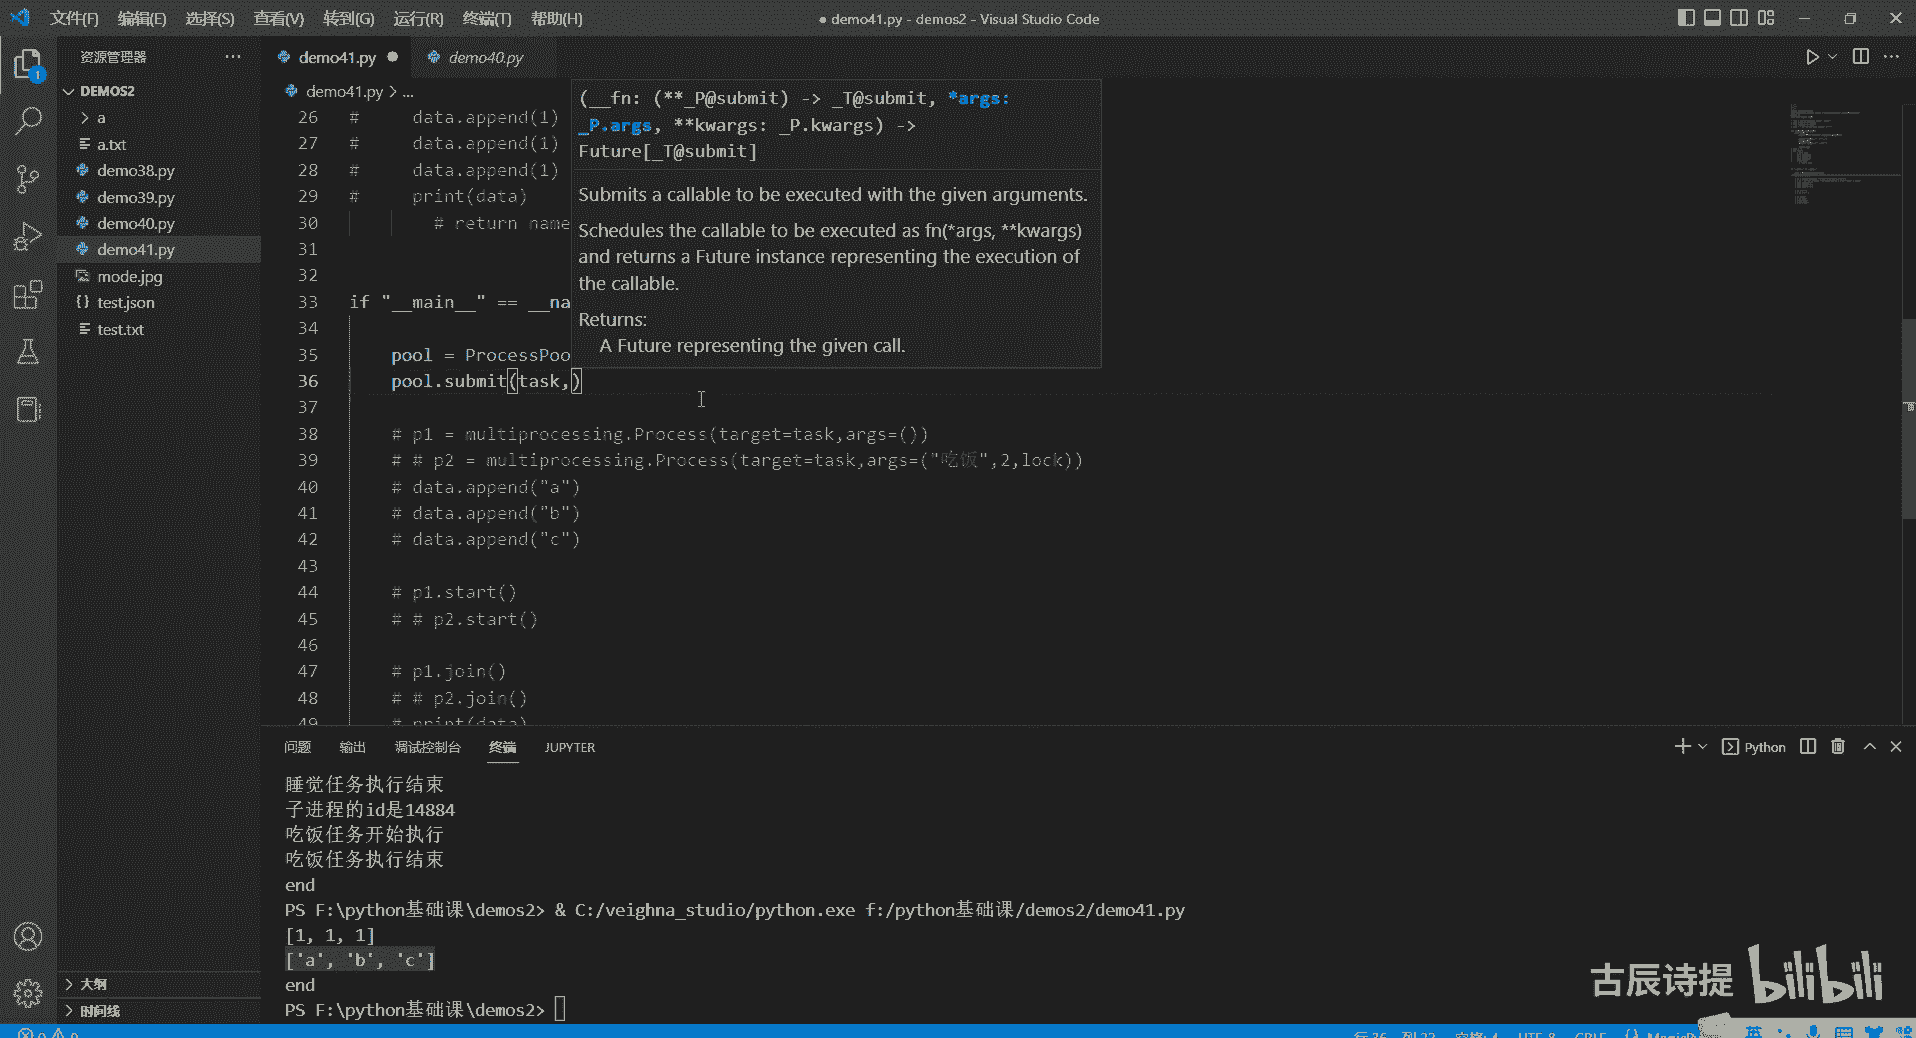 文件(F) 编辑(E) 选择(S) 查看(V) 转到(G) 运行(R) 终端(T) 帮助(H)
● demo41.py - demos2 - Visual Studio Code
资源管理器 ···
demo41.py ●
demo40.py
1
DEMOS2
a
a.txt
demo38.py
demo39.py
demo40.py
demo41.py
mode.jpg
{} test.json
test.txt
大纲
时间线
demo41.py > ...
26 # data.append(1)
27 # data.append(1)
28 # data.append(1)
29 # print(data)
30 # return name
31
32
33 if "__main__" == __na
34
35 pool = ProcessPoo
36 pool.submit(task,)
37
38 # p1 = multiprocessing.Process(target=task,args=())
39 # # p2 = multiprocessing.Process(target=task,args=("吃饭",2,lock))
40 # data.append("a")
41 # data.append("b")
42 # data.append("c")
43
44 # p1.start()
45 # # p2.start()
46
47 # p1.join()
48 # # p2.join()
49 # print(data)
(__fn: (**_P@submit) -> _T@submit, *args:
_P.args, **kwargs: _P.kwargs) ->
Future[_T@submit]
Submits a callable to be executed with the given arguments.
Schedules the callable to be executed as fn(*args, **kwargs)
and returns a Future instance representing the execution of
the callable.
Returns:
A Future representing the given call.
问题 输出 调试控制台 终端 JUPYTER
Python
睡觉任务执行结束
子进程的id是14884
吃饭任务开始执行
吃饭任务执行结束
end
PS F:\python基础课\demos2> & C:/veighna_studio/python.exe f:/python基础课/demos2/demo41.py
[1, 1, 1]
['a', 'b', 'c']
end
PS F:\python基础课\demos2>
古辰诗提 bilibili
英